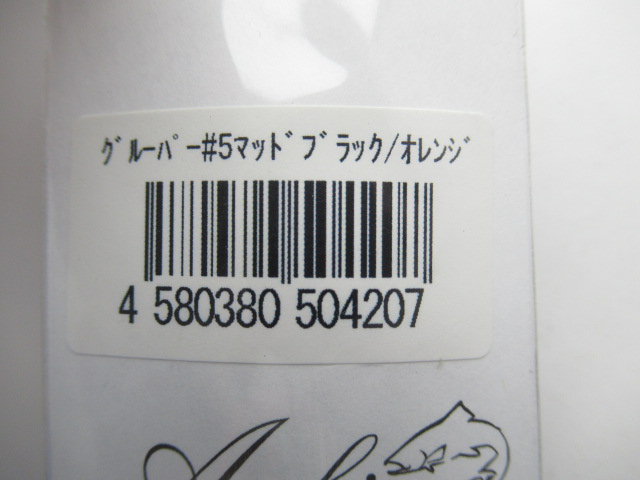 ｸﾞﾙｰﾊﾟｰ#5ﾏｯﾄﾞﾌﾞﾗｯｸ/ｵﾚﾝｼﾞ
4 580380 504207